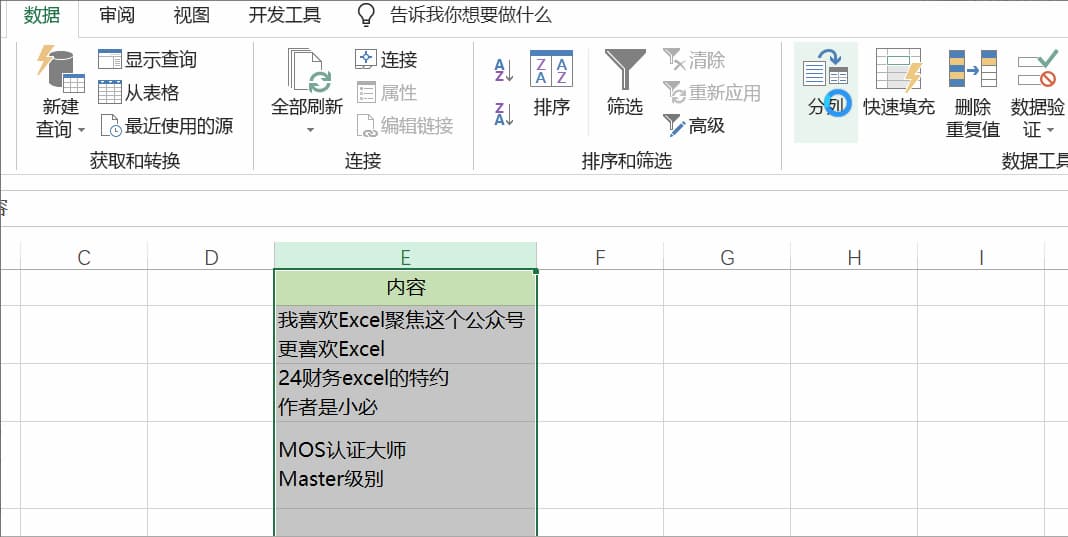 数据 审阅 视图 开发工具 告诉我你想要做什么
新建
查询
显示查询
从表格
最近使用的源
获取和转换
全部刷新
连接
属性
编辑链接
连接
A
Z
Z
A
Z A
A Z
排序
筛选
清除
重新应用
高级
排序和筛选
分列
快速填充
删除
重复值
数据验
证
数据工具
容
C D E F G H I
内容
我喜欢Excel聚焦这个公众号
更喜欢Excel
24财务excel的特约
作者是小必
MOS认证大师
Master级别